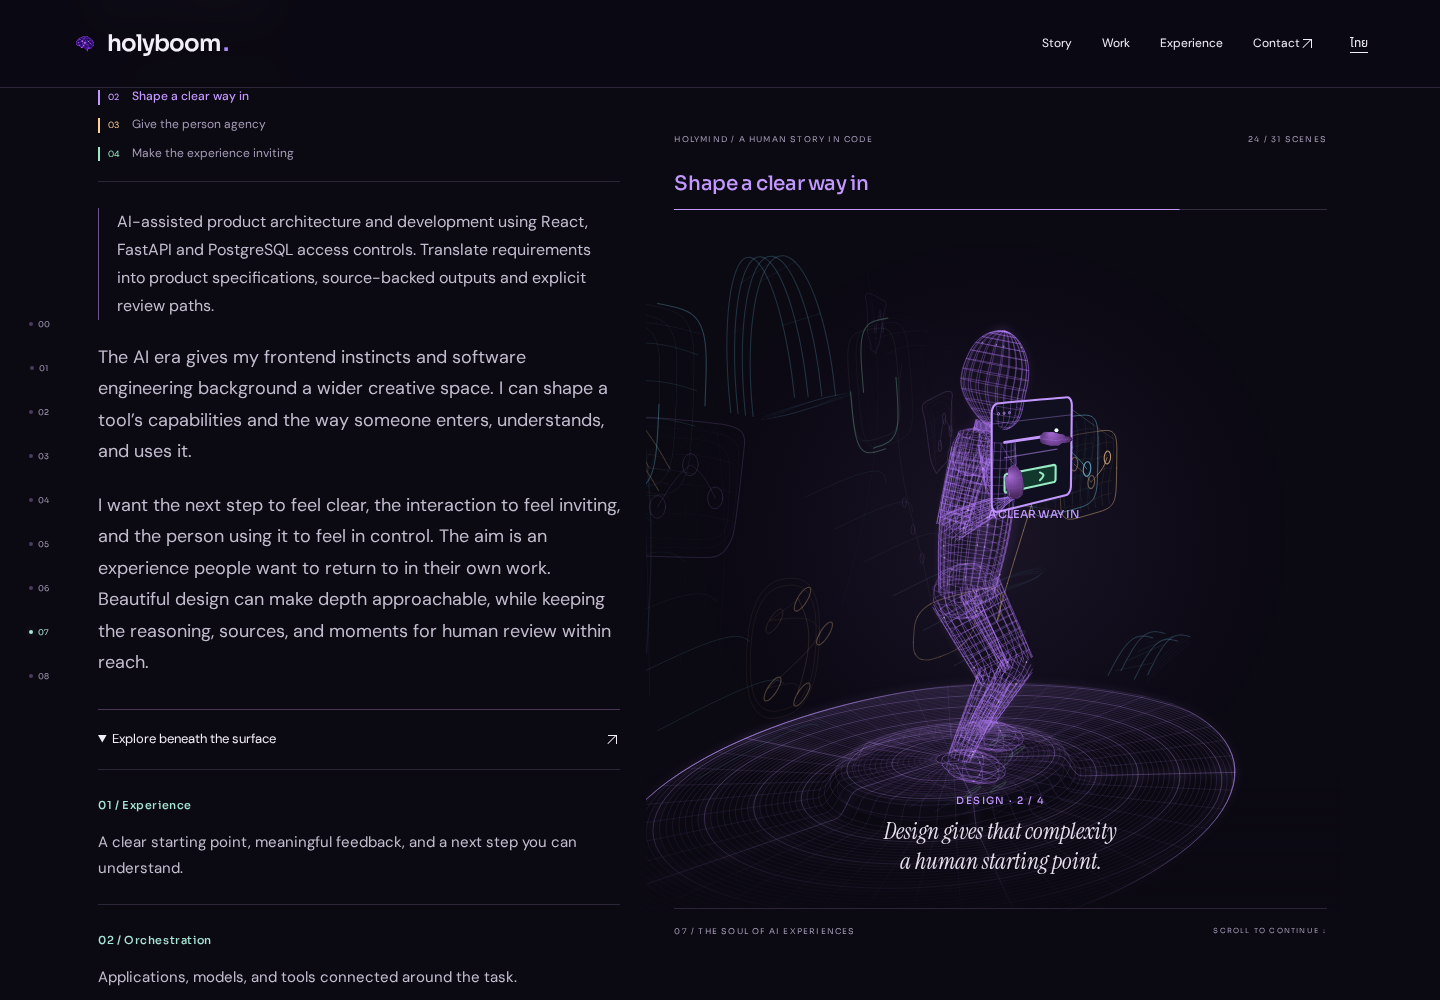 holyboom.
Story
Work
Experience
Contact
ไทย
02 Shape a clear way in
03 Give the person agency
04 Make the experience inviting
AI-assisted product architecture and development using React,
FastAPI and PostgreSQL access controls. Translate requirements
into product specifications, source-backed outputs and explicit
review paths.
The AI era gives my frontend instincts and software
engineering background a wider creative space. I can shape a
tool’s capabilities and the way someone enters, understands,
and uses it.
I want the next step to feel clear, the interaction to feel inviting,
and the person using it to feel in control. The aim is an
experience people want to return to in their own work.
Beautiful design can make depth approachable, while keeping
the reasoning, sources, and moments for human review within
reach.
▼ Explore beneath the surface
01 / Experience
A clear starting point, meaningful feedback, and a next step you can
understand.
02 / Orchestration
Applications, models, and tools connected around the task.
00
01
02
03
04
05
06
07
08
HOLYMIND / A HUMAN STORY IN CODE
24 / 31 SCENES
Shape a clear way in
A CLEAR WAY IN
DESIGN · 2 / 4
Design gives that complexity
a human starting point.
07 / THE SOUL OF AI EXPERIENCES
SCROLL TO CONTINUE ↓